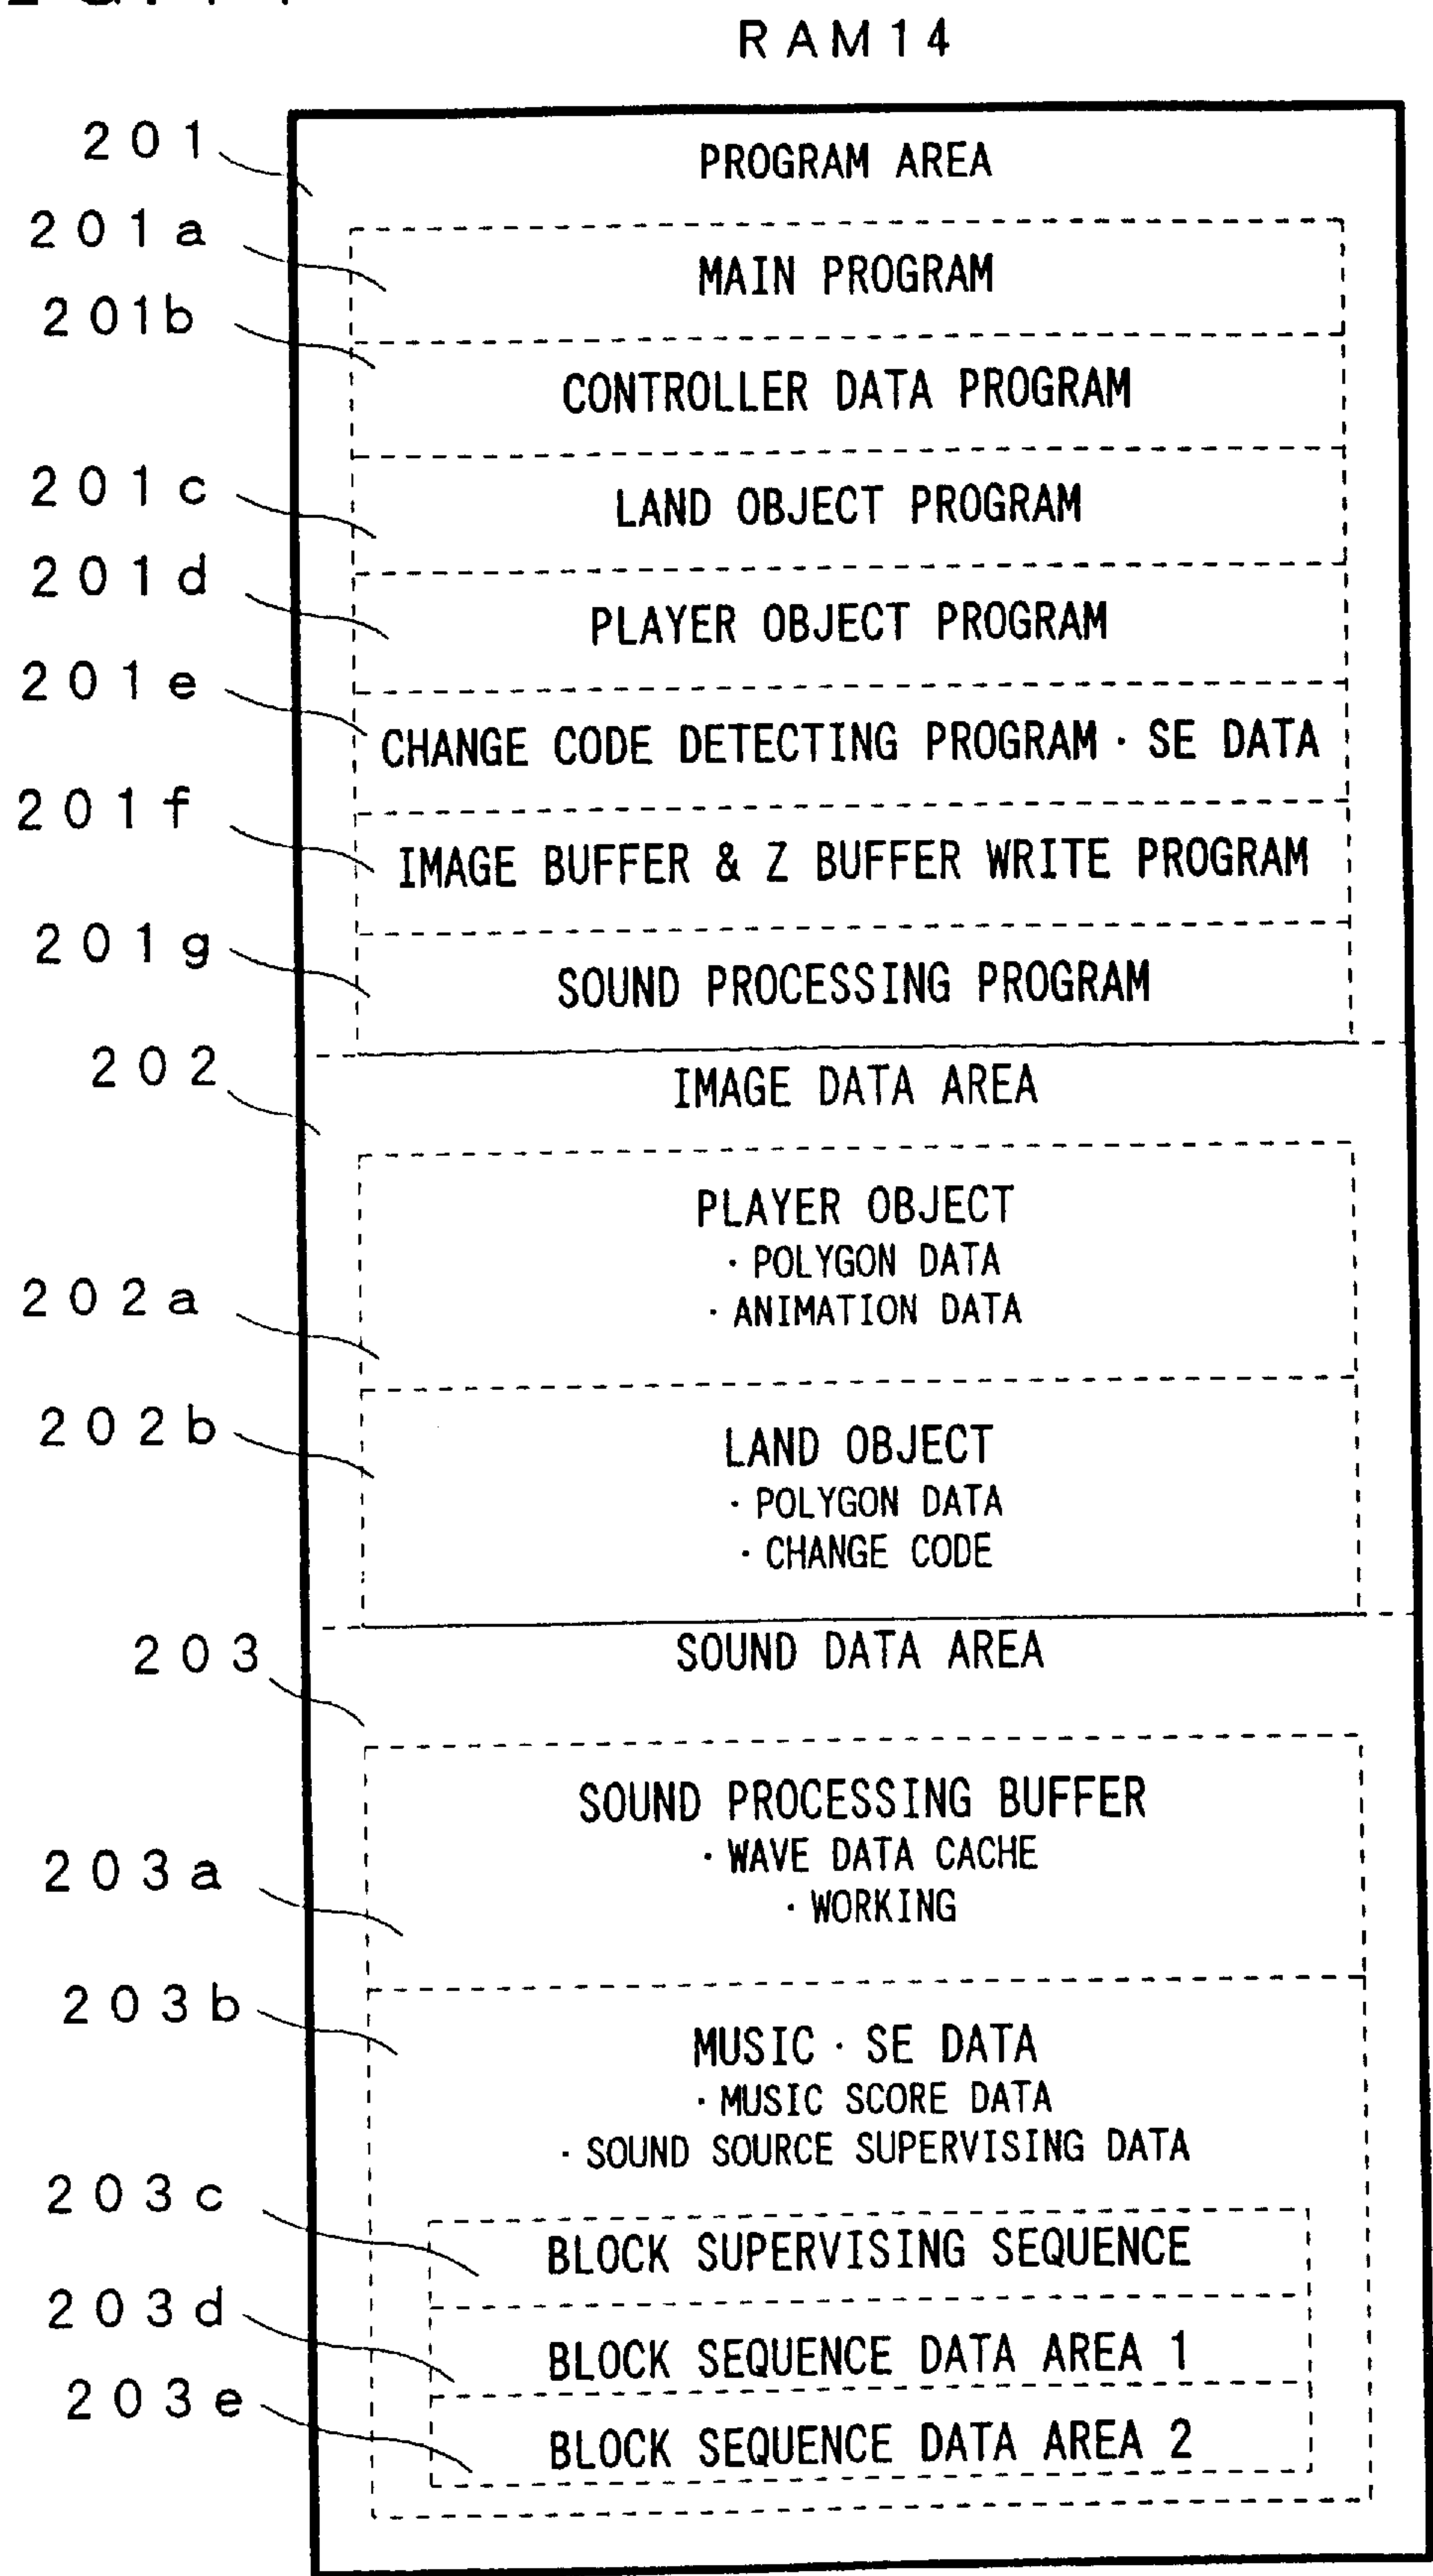 RAM14
201
PROGRAM AREA
201a
MAIN PROGRAM
201b
CONTROLLER DATA PROGRAM
201c
LAND OBJECT PROGRAM
201d
PLAYER OBJECT PROGRAM
201e
CHANGE CODE DETECTING PROGRAM · SE DATA
201f
IMAGE BUFFER & Z BUFFER WRITE PROGRAM
201g
SOUND PROCESSING PROGRAM
202
IMAGE DATA AREA
PLAYER OBJECT
· POLYGON DATA
202a
· ANIMATION DATA
202b
LAND OBJECT
· POLYGON DATA
· CHANGE CODE
203
SOUND DATA AREA
SOUND PROCESSING BUFFER
· WAVE DATA CACHE
203a
· WORKING
203b
MUSIC · SE DATA
· MUSIC SCORE DATA
· SOUND SOURCE SUPERVISING DATA
203c
BLOCK SUPERVISING SEQUENCE
203d
BLOCK SEQUENCE DATA AREA 1
203e
BLOCK SEQUENCE DATA AREA 2